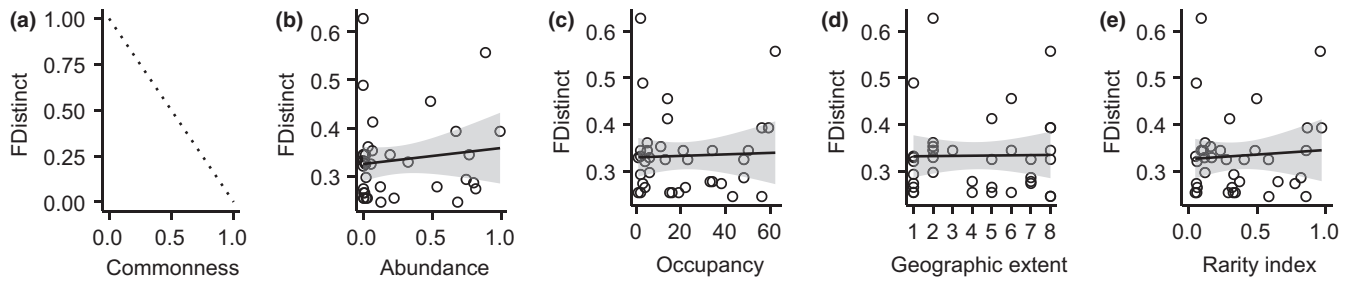 (a)
FDistinct
1.00
0.75
0.50
0.25
0.00
0.0 0.5 1.0
Commonness
(b)
FDistinct
0.6
0.5
0.4
0.3
0.0 0.5 1.0
Abundance
(c)
FDistinct
0.6
0.5
0.4
0.3
0 20 40 60
Occupancy
(d)
FDistinct
0.6
0.5
0.4
0.3
1 2 3 4 5 6 7 8
Geographic extent
(e)
FDistinct
0.6
0.5
0.4
0.3
0.0 0.5 1.0
Rarity index